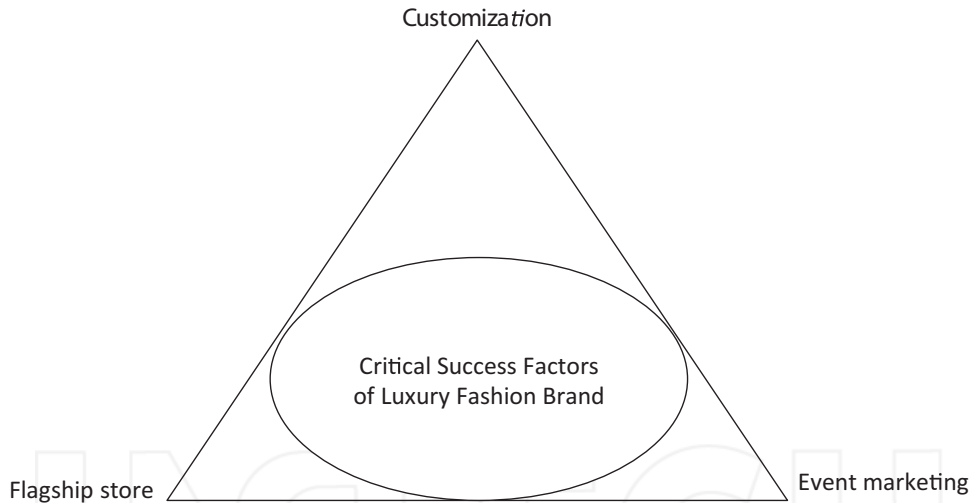 Customization
Critical Success Factors
of Luxury Fashion Brand
Flagship store
Event marketing